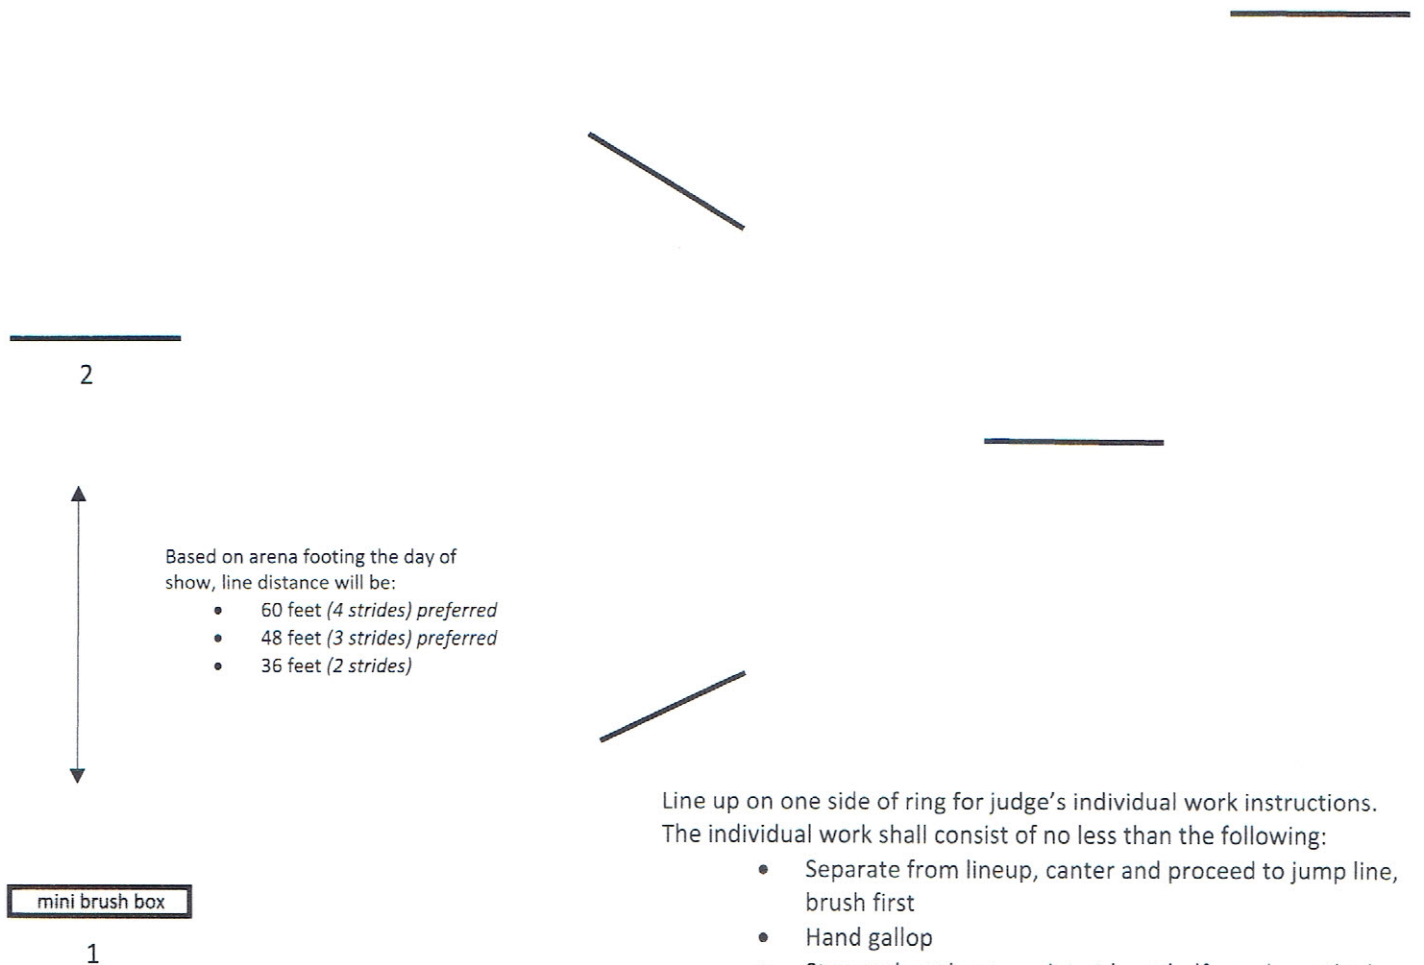 2
Based on arena footing the day of
show, line distance will be:
• 60 feet (4 strides) preferred
• 48 feet (3 strides) preferred
• 36 feet (2 strides)
mini brush box
1
Line up on one side of ring for judge's individual work instructions.
The individual work shall consist of no less than the following:
• Separate from lineup, canter and proceed to jump line,
brush first
• Hand gallop